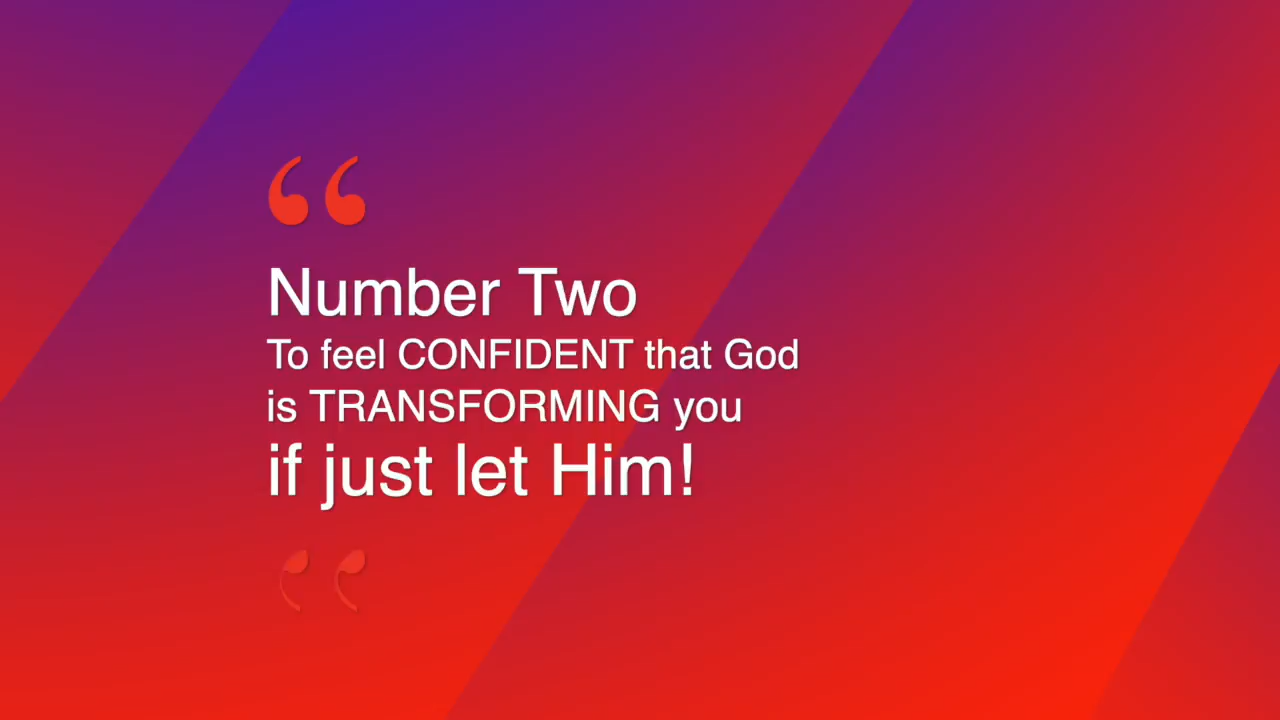 “
Number Two
To feel CONFIDENT that God
is TRANSFORMING you
if just let Him!